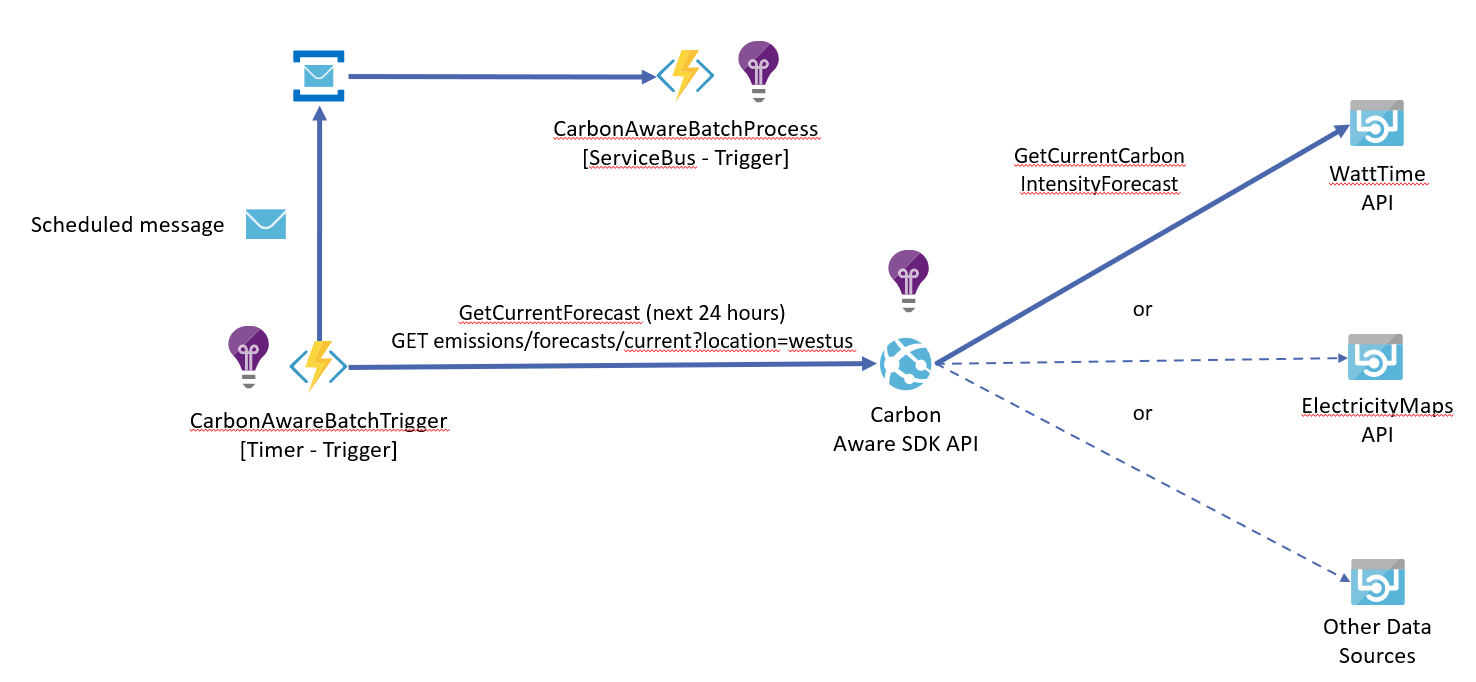 CarbonAwareBatchProcess
[ServiceBus - Trigger]
GetCurrentCarbon
IntensityForecast
WattTime
API
Scheduled message
GetCurrentForecast (next 24 hours)
GET emissions/forecasts/current?location=westus
or
CarbonAwareBatchTrigger
[Timer - Trigger]
Carbon
Aware SDK API
or
ElectricityMaps
API
Other Data
Sources